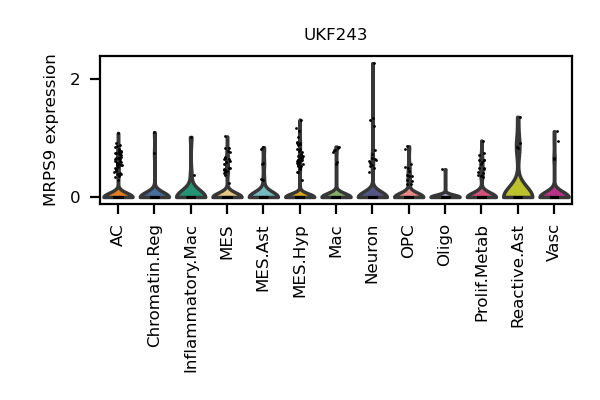 UKF243
MRPS9 expression
2
0
AC
Chromatin.Reg
Inflammatory.Mac
MES
MES.Ast
MES.Hyp
Mac
Neuron
OPC
Oligo
Prolif.Metab
Reactive.Ast
Vasc